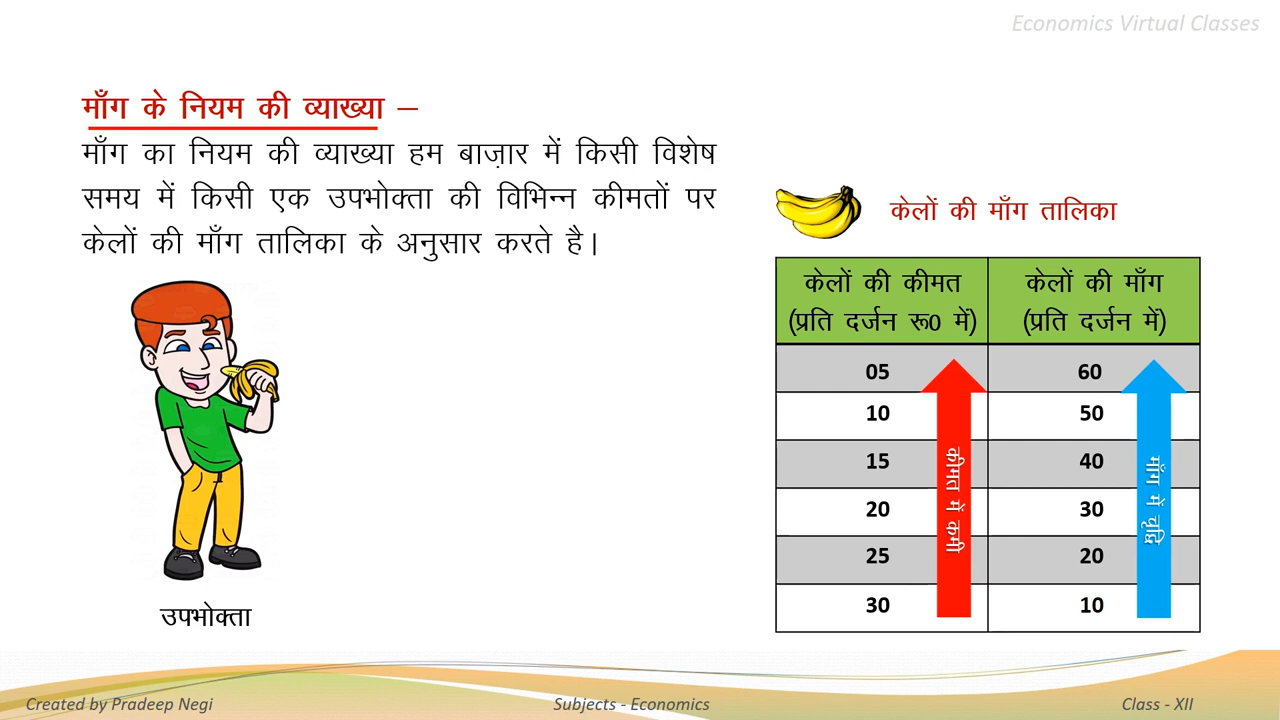 Economics Virtual Classes
माँग के नियम की व्याख्या –
माँग का नियम की व्याख्या हम बाज़ार में किसी विशेष
समय में किसी एक उपभोक्ता की विभिन्न कीमतों पर
केलों की माँग तालिका के अनुसार करते है।
केलों की माँग तालिका
केलों की कीमत केलों की माँग
(प्रति दर्जन रू0 में) (प्रति दर्जन में)
05 60
10 50
15 40
20 30
25 20
30 10
कीमत में कमी
माँग में वृद्धि
उपभोक्ता
Created by Pradeep Negi Subjects - Economics Class - XII